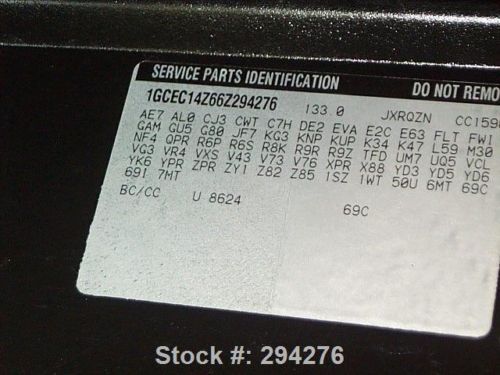 SERVICE PARTS IDENTIFICATION DO NOT REMO
1GCEC14Z66Z294276 133.0 JXRQZN CC1590
AE7 AL0 CJ3 CWT C7H DE2 EVA E2C E63 FLT FW1
GAM GU5 G80 JF7 KG3 KNP KUP K34 K47 L59 M30
NF4 QPR R6P R6S R8K R9R R9Z TFD UM7 UQ5 VCL
VG3 VR4 VXS V43 V73 V76 XPR X88 YD3 YD5 YD6
YK6 YPR ZPR ZY1 Z82 Z85 1SZ 1WT 50U 6MT 69C
69I 7HT
BC/CC U 8624 69C
Stock #: 294276